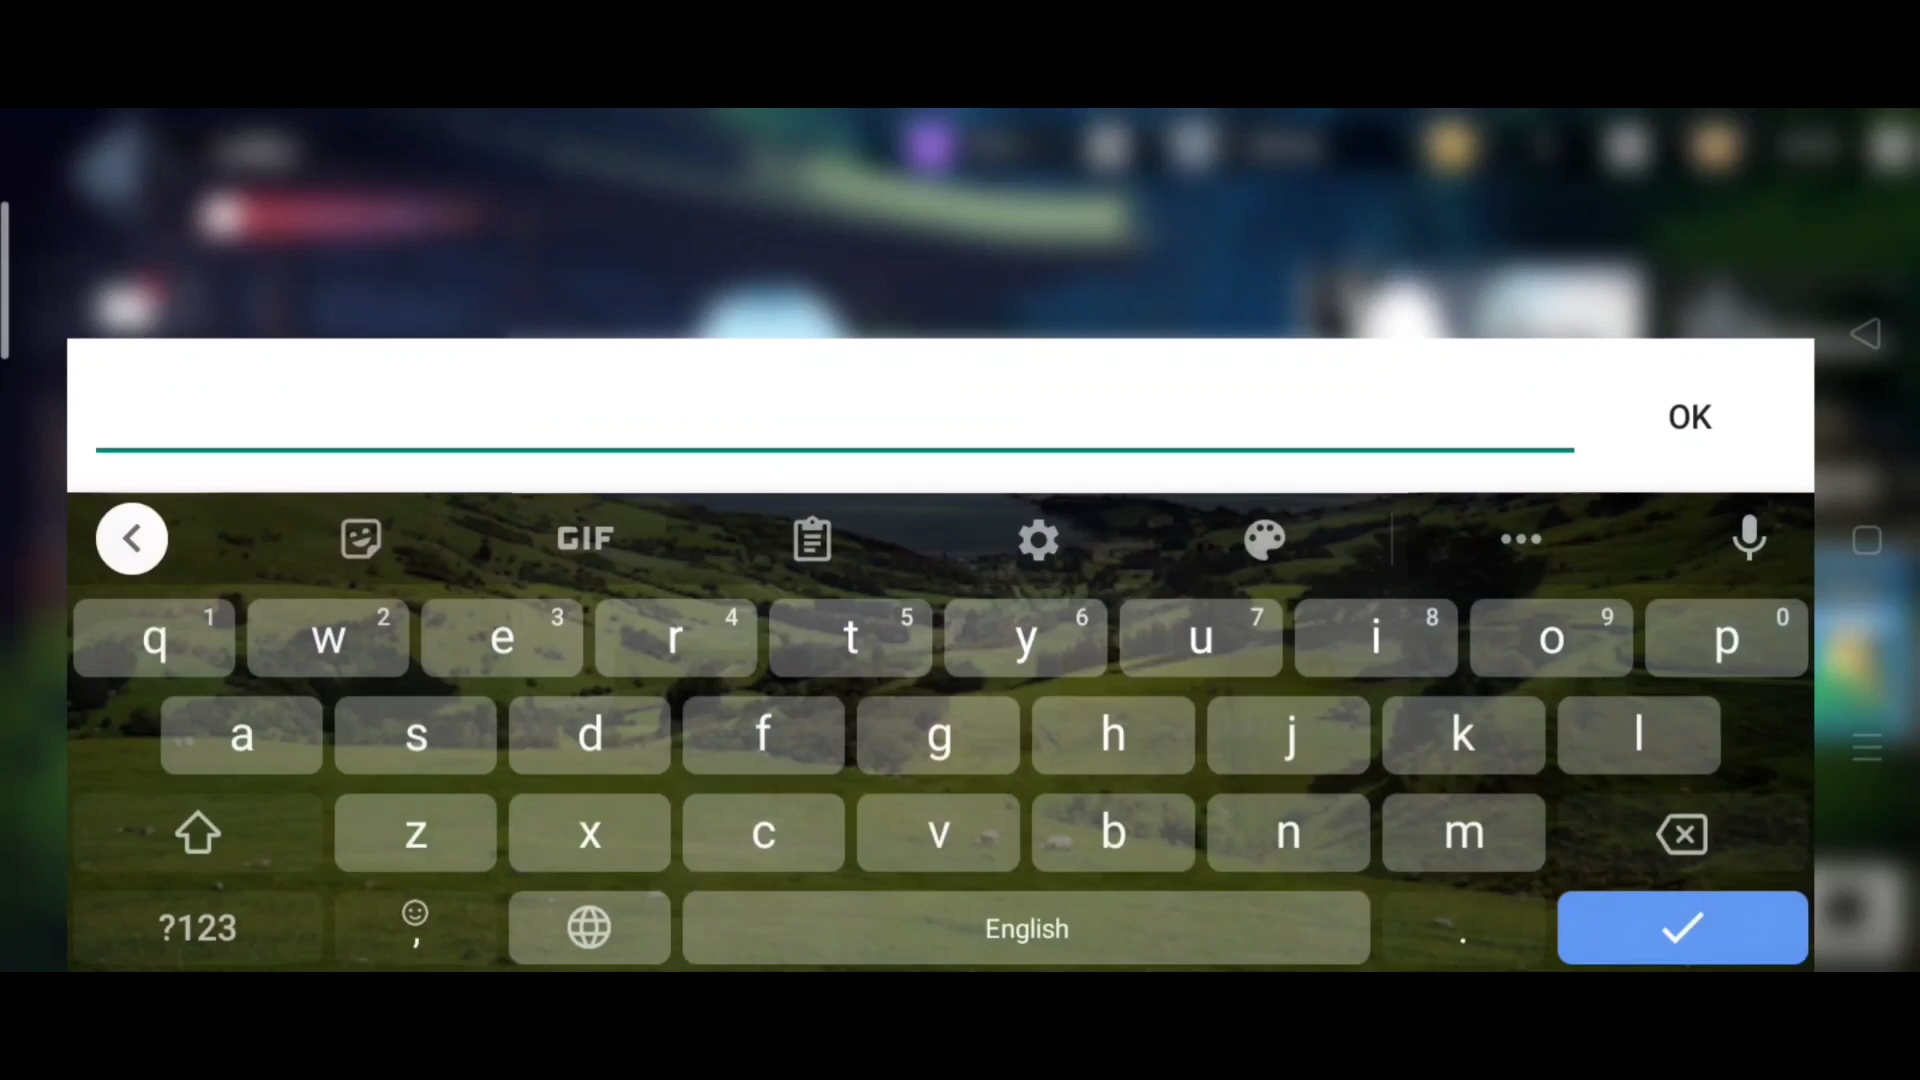 OK
GIF
q 1 w 2 e 3 r 4 t 5 y 6 u 7 i 8 o 9 p 0
a s d f g h j k l
z x c v b n m
?123 , English .